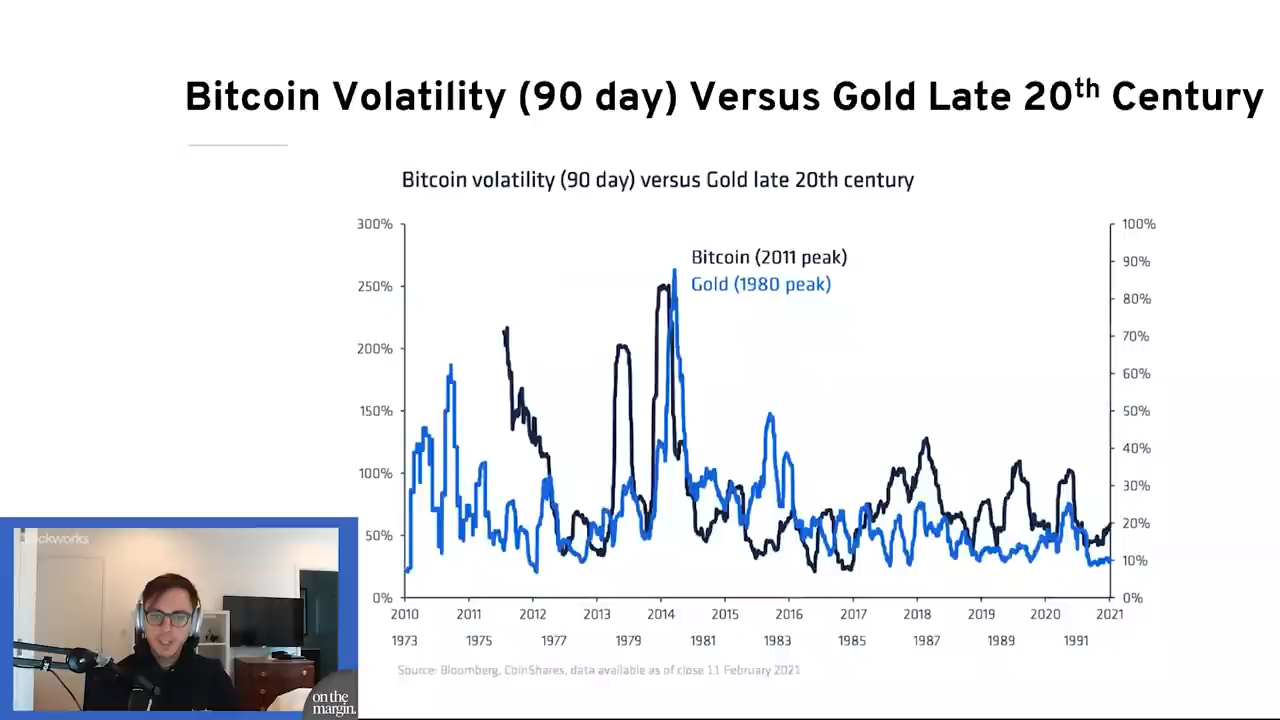 Bitcoin Volatility (90 day) Versus Gold Late 20th Century
Bitcoin volatility (90 day) versus Gold late 20th century
300% 100%
Bitcoin (2011 peak) 90%
250% Gold (1980 peak)
80%
200% 70%
60%
150% 50%
40%
100% 30%
50% 20%
10%
0% 0%
2010 2011 2012 2013 2014 2015 2016 2017 2018 2019 2020 2021
1973 1975 1977 1979 1981 1983 1985 1987 1989 1991
Source: Bloomberg, CoinShares, data available as of close 11 February 2021
on the
margin.